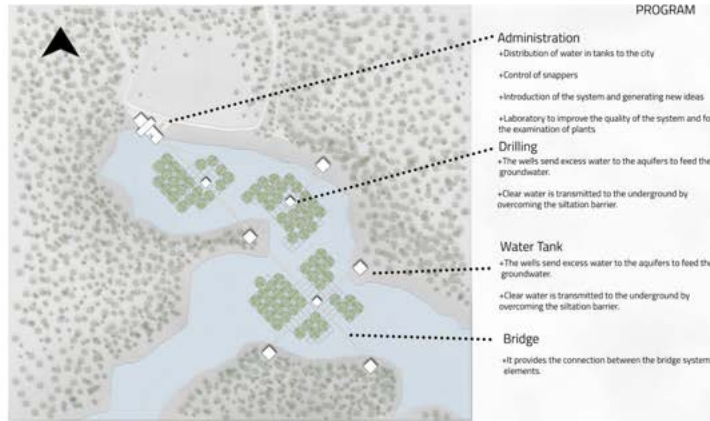 PROGRAM
Administration
+Distribution of water in tanks to the city
+Control of snappers
+Introduction of the system and generating new ideas
+Laboratory to improve the quality of the system and fo
the examination of plants
Drilling
+The wells send excess water to the aquifers to feed the
groundwater.
+Clear water is transmitted to the underground by
overcoming the siltation barrier.
Water Tank
+The wells send excess water to the aquifers to feed the
groundwater.
+Clear water is transmitted to the underground by
overcoming the siltation barrier.
Bridge
+It provides the connection between the bridge system
elements.